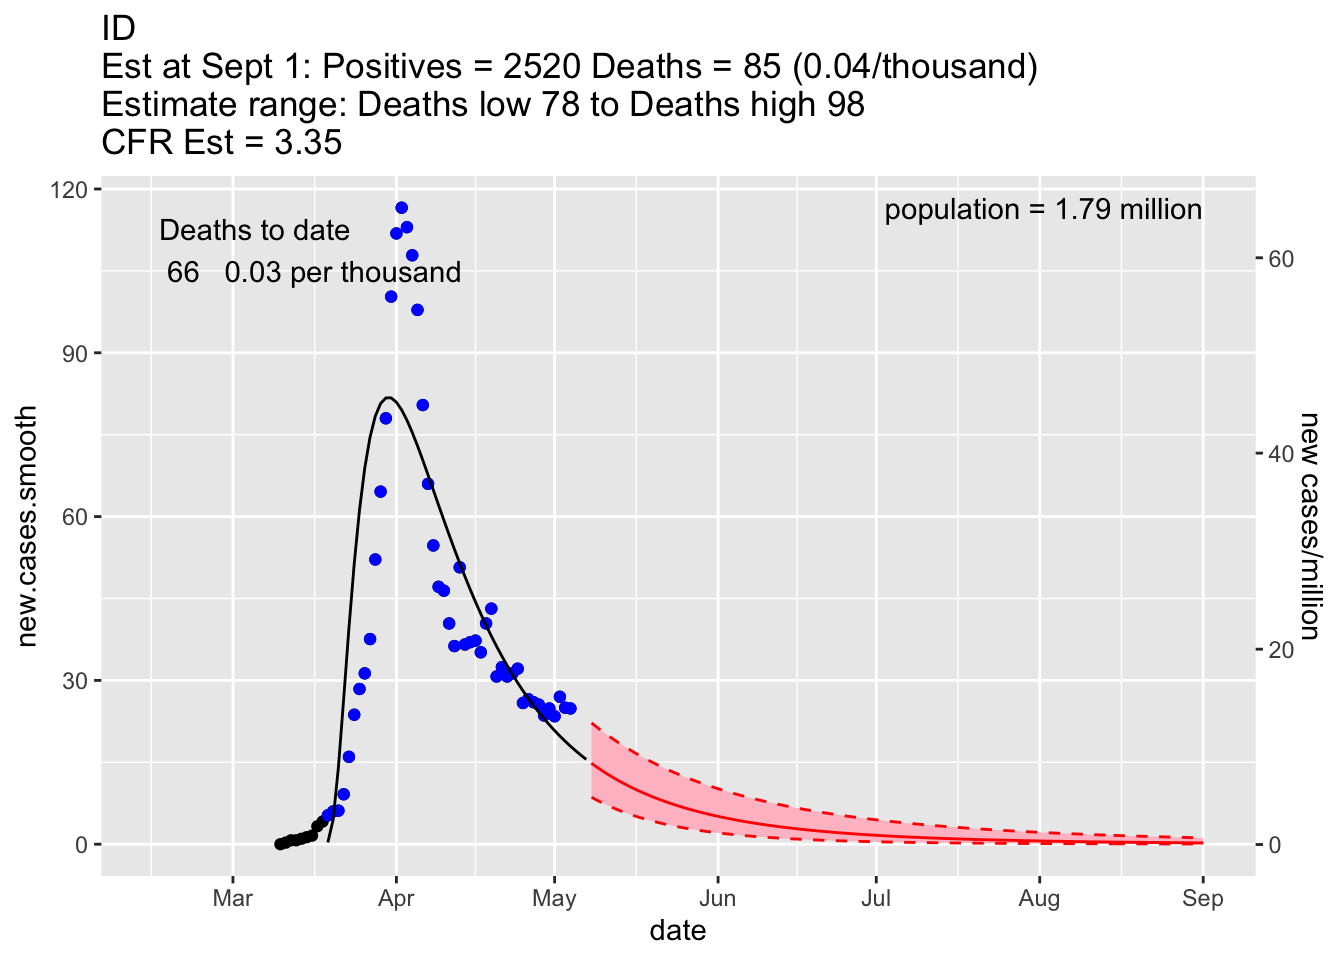 ID
Est at Sept 1: Positives = 2520 Deaths = 85 (0.04/thousand)
Estimate range: Deaths low 78 to Deaths high 98
CFR Est = 3.35
120
90
60
30
0
new.cases.smooth
Deaths to date
66 0.03 per thousand
population = 1.79 million
60
40
20
0
new cases/million
Mar Apr May Jun Jul Aug Sep
date